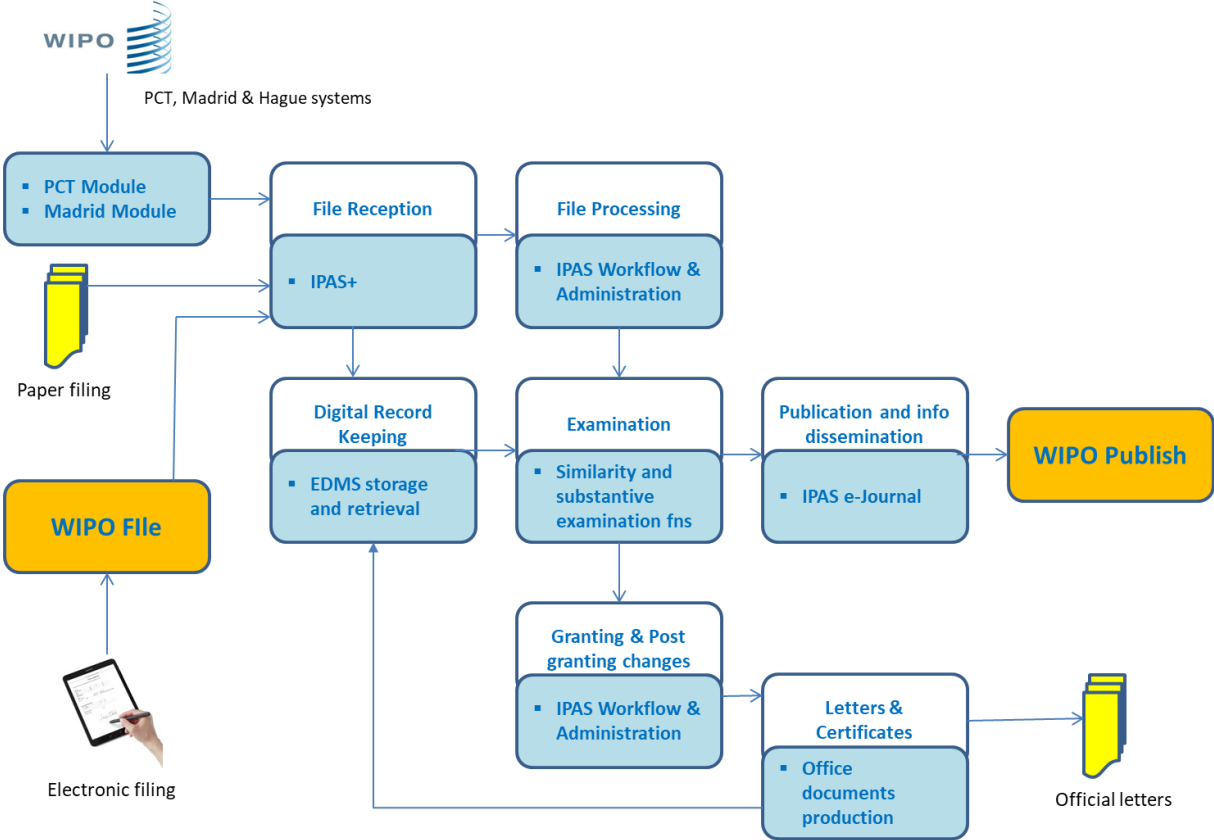 WIPO
PCT, Madrid & Hague systems
▪ PCT Module
▪ Madrid Module
File Reception
▪ IPAS+
File Processing
▪ IPAS Workflow &
Administration
Paper filing
Digital Record
Keeping
▪ EDMS storage
and retrieval
Examination
▪ Similarity and
substantive
examination fns
Publication and info
dissemination
▪ IPAS e-Journal
WIPO Publish
WIPO FIle
Granting & Post
granting changes
▪ IPAS Workflow &
Administration
Letters &
Certificates
▪ Office
documents
production
Electronic filing
Official letters